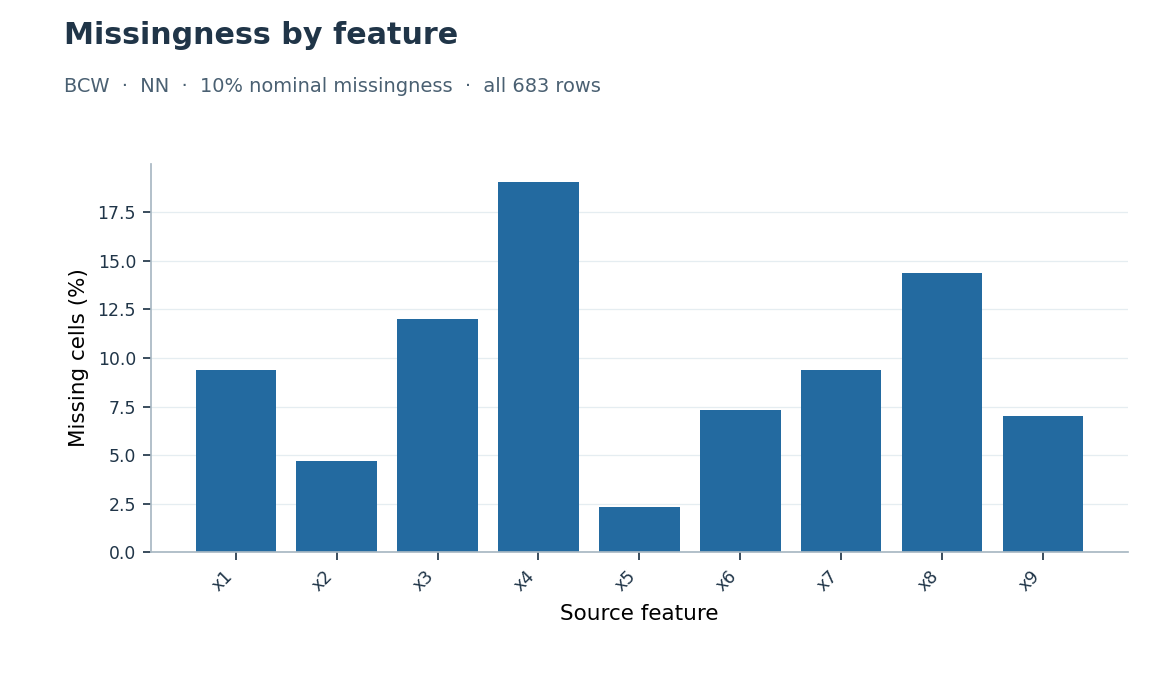 Missingness by feature
BCW · NN · 10% nominal missingness · all 683 rows
Missing cells (%)
17.5
15.0
12.5
10.0
7.5
5.0
2.5
0.0
x1 x2 x3 x4 x5 x6 x7 x8 x9
Source feature